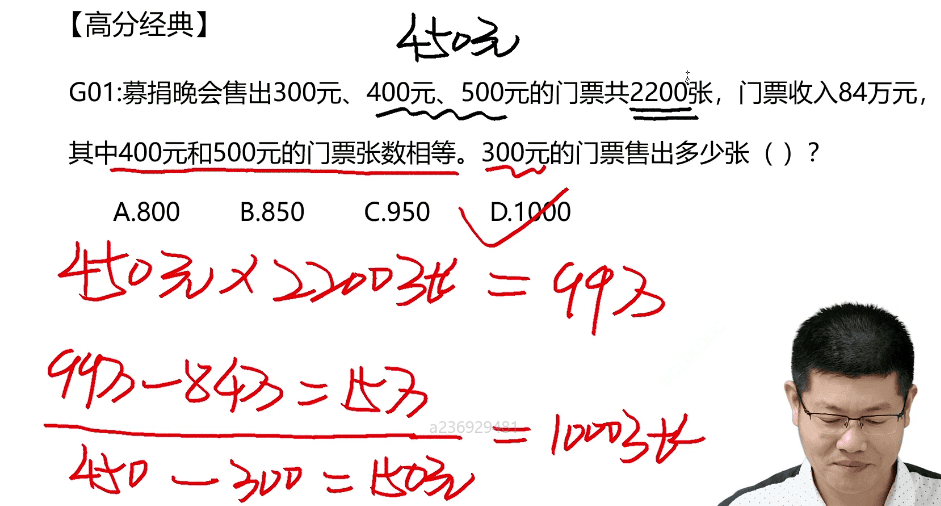 【高分经典】
450元
G01:募捐晚会售出300元、400元、500元的门票共2200张，门票收入84万元，
其中400元和500元的门票张数相等。300元的门票售出多少张（ ）？
A.800 B.850 C.950 D.1000
450元×2200张=99万
99万-84万=15万
a236929481
450-300=150元
=1000张